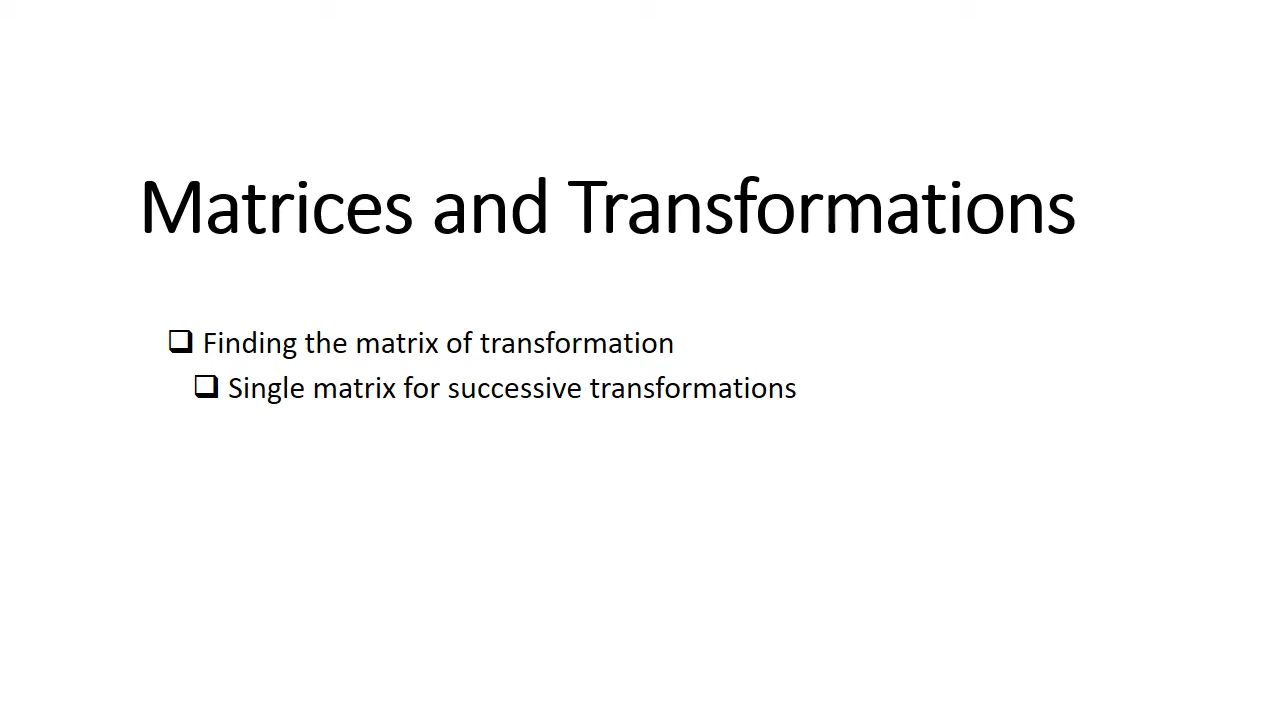 Matrices and Transformations
❑ Finding the matrix of transformation
❑ Single matrix for successive transformations